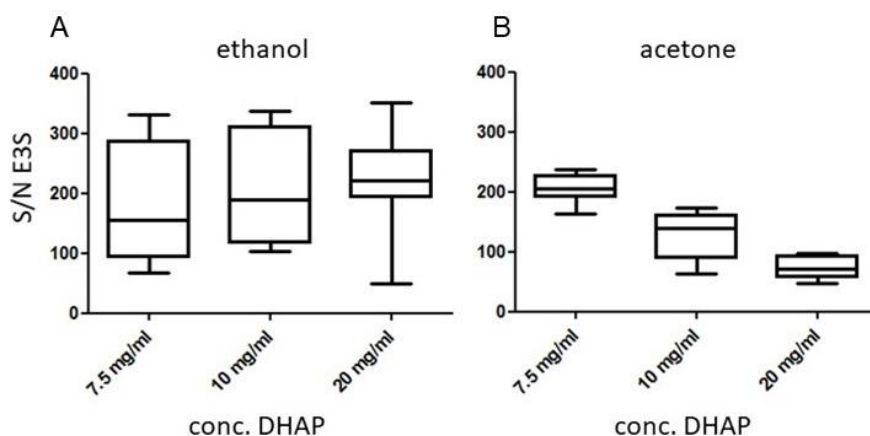 A
ethanol
S/N E3S
400
300
200
100
0
7.5 mg/ml
10 mg/ml
20 mg/ml
conc. DHAP
B
acetone
400
300
200
100
0
7.5 mg/ml
10 mg/ml
20 mg/ml
conc. DHAP